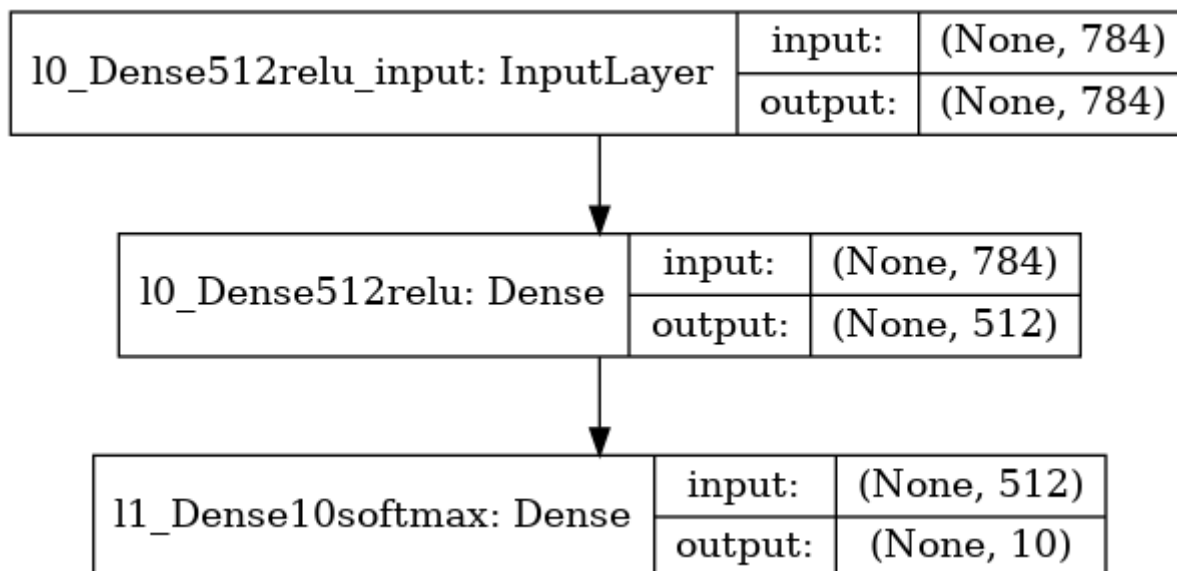 l0_Dense512relu_input: InputLayer
input: (None, 784)
output: (None, 784)
l0_Dense512relu: Dense
input: (None, 784)
output: (None, 512)
l1_Dense10softmax: Dense
input: (None, 512)
output: (None, 10)